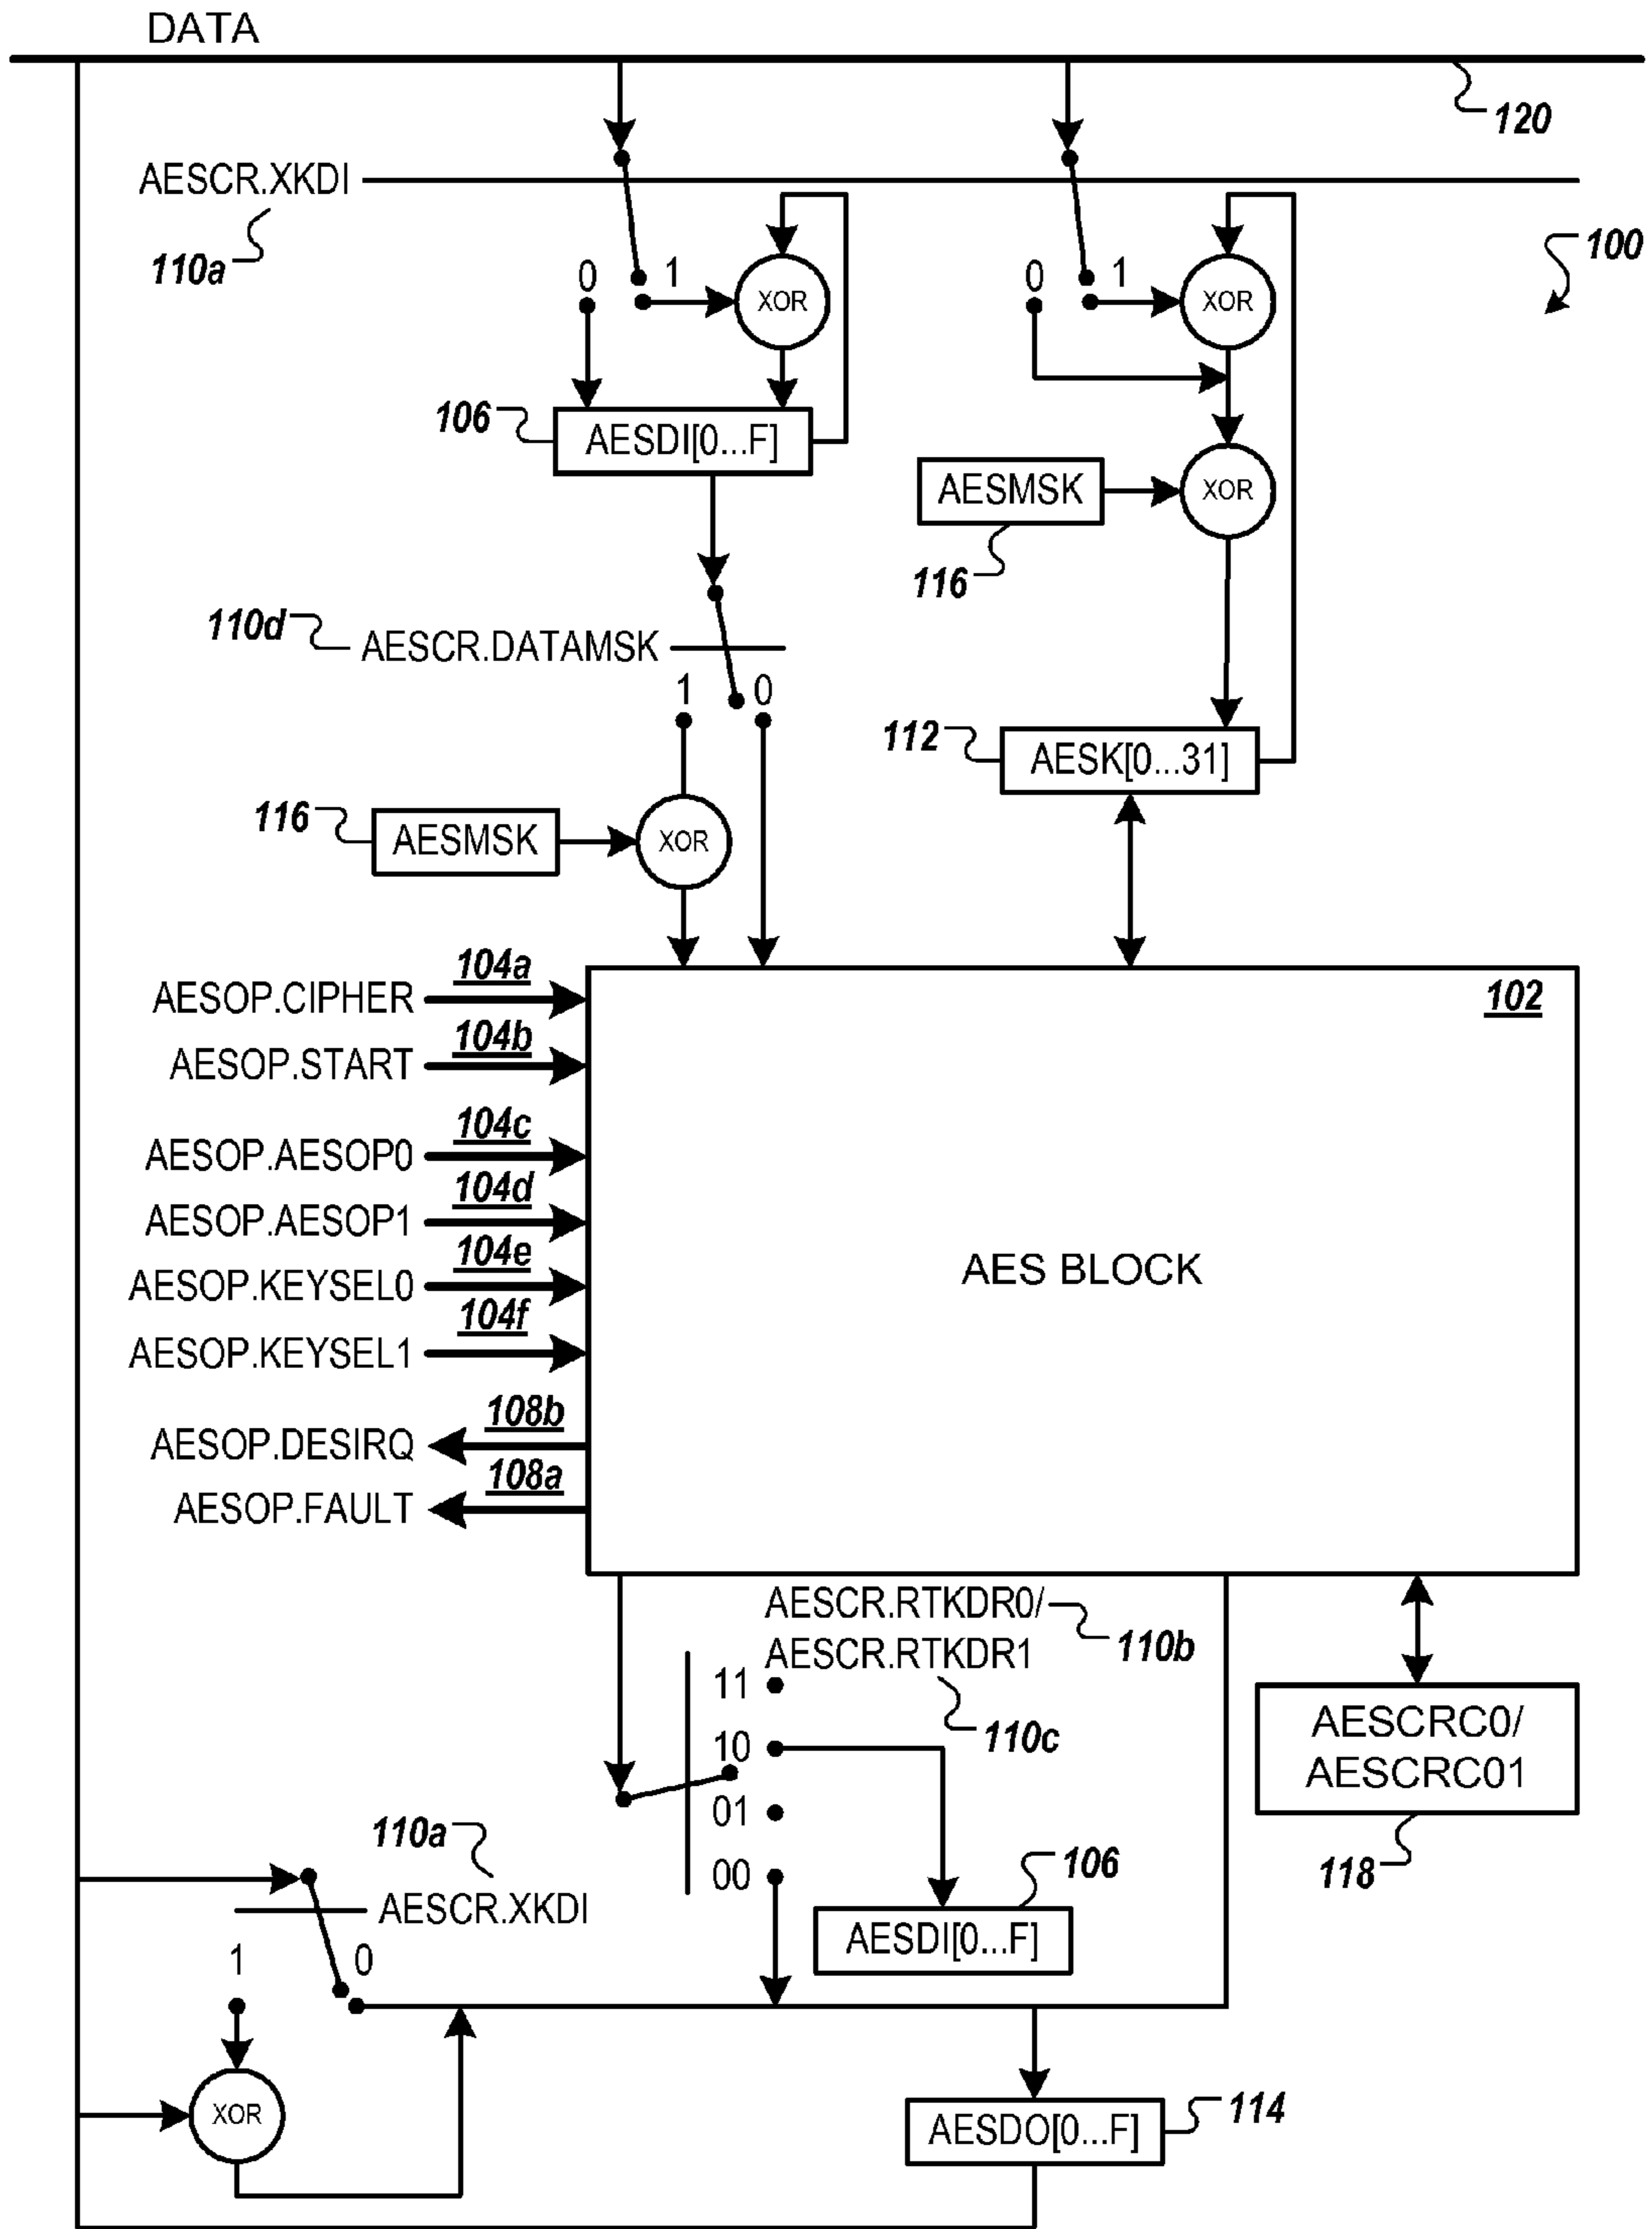 DATA
120
AESCR.XKDI
110a
100
0
1
XOR
0
1
XOR
106
AESDI[0...F]
AESMSK
XOR
116
110d
AESCR.DATAMSK
1
0
112
AESK[0...31]
116
AESMSK
XOR
102
AESOP.CIPHER
104a
AESOP.START
104b
AESOP.AESOP0
104c
AESOP.AESOP1
104d
AESOP.KEYSEL0
104e
AESOP.KEYSEL1
104f
AES BLOCK
AESOP.DESIRQ
108b
AESOP.FAULT
108a
AESCR.RTKDR0/
AESCR.RTKDR1
110b
110c
11
10
01
00
AESCRC0/
AESCRC01
118
110a
AESCR.XKDI
1
0
106
AESDI[0...F]
XOR
AESDO[0...F]
114